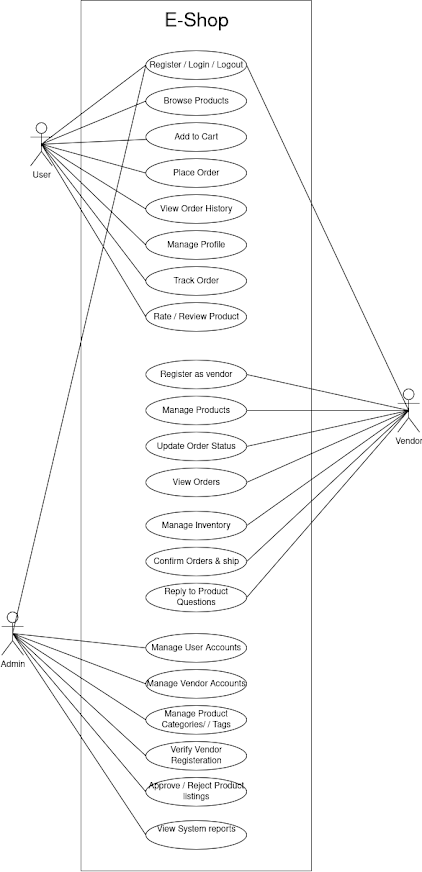 E-Shop
Register / Login / Logout
Browse Products
Add to Cart
User
Place Order
View Order History
Manage Profile
Track Order
Rate / Review Product
Register as vendor
Manage Products
Vendor
Update Order Status
View Orders
Manage Inventory
Confirm Orders & ship
Reply to Product
Questions
Manage User Accounts
Admin
Manage Vendor Accounts
Manage Product
Categories/ / Tags
Verify Vendor
Registeration
Approve / Reject Product
listings
View System reports